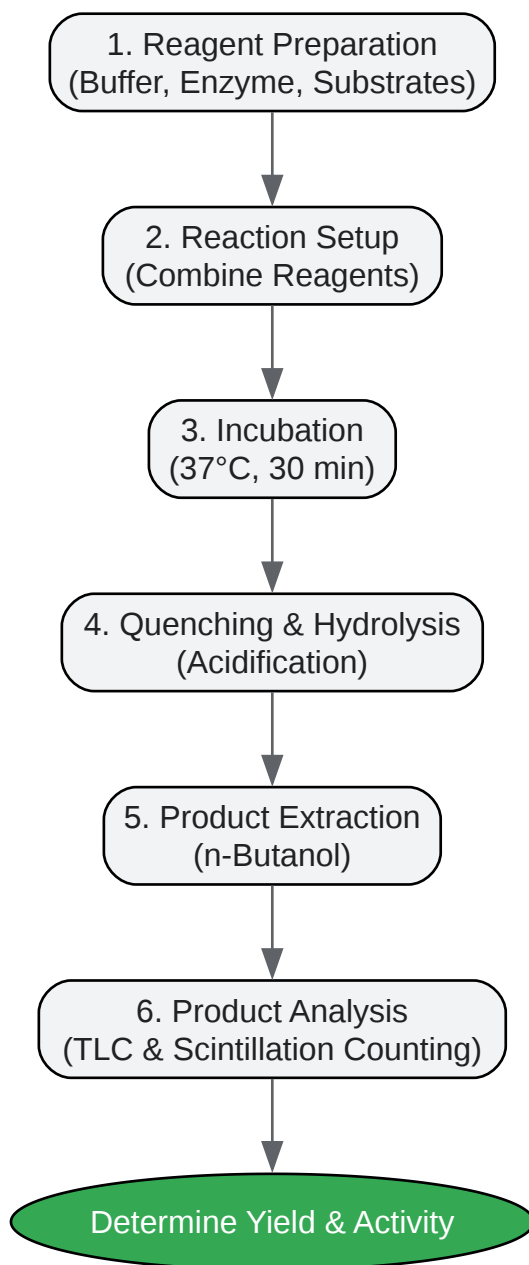 1. Reagent Preparation
(Buffer, Enzyme, Substrates)
2. Reaction Setup
(Combine Reagents)
3. Incubation
(37°C, 30 min)
4. Quenching & Hydrolysis
(Acidification)
5. Product Extraction
(n-Butanol)
6. Product Analysis
(TLC & Scintillation Counting)
Determine Yield & Activity